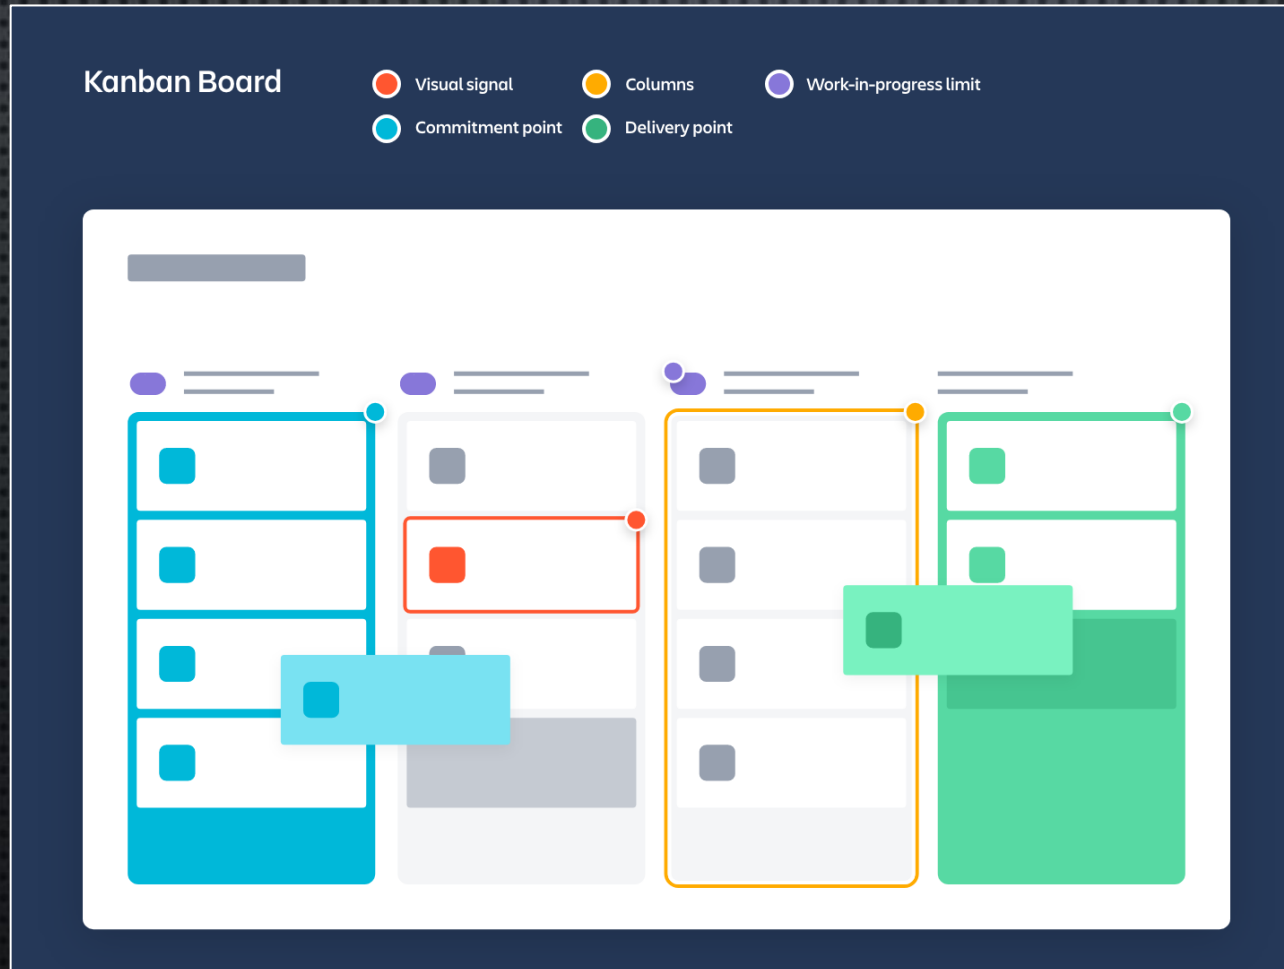 Kanban Board
Visual signal
Columns
Work-in-progress limit
Commitment point
Delivery point